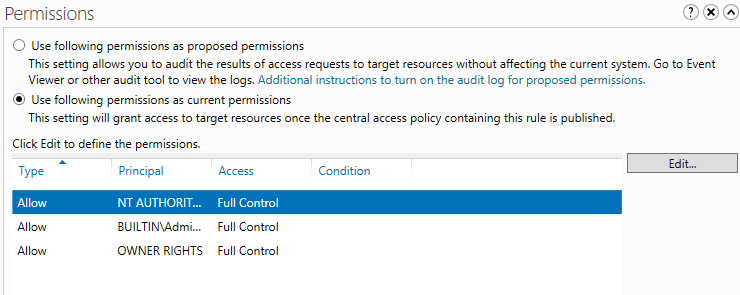 Permissions
Use following permissions as proposed permissions
This setting allows you to audit the results of access requests to target resources without affecting the current system. Go to Event
Viewer or other audit tool to view the logs. Additional instructions to turn on the audit log for proposed permissions.
Use following permissions as current permissions
This setting will grant access to target resources once the central access policy containing this rule is published.
Click Edit to define the permissions.
Type Principal Access Condition Edit...
Allow NT AUTHORIT... Full Control
Allow BUILTIN\Admi... Full Control
Allow OWNER RIGHTS Full Control